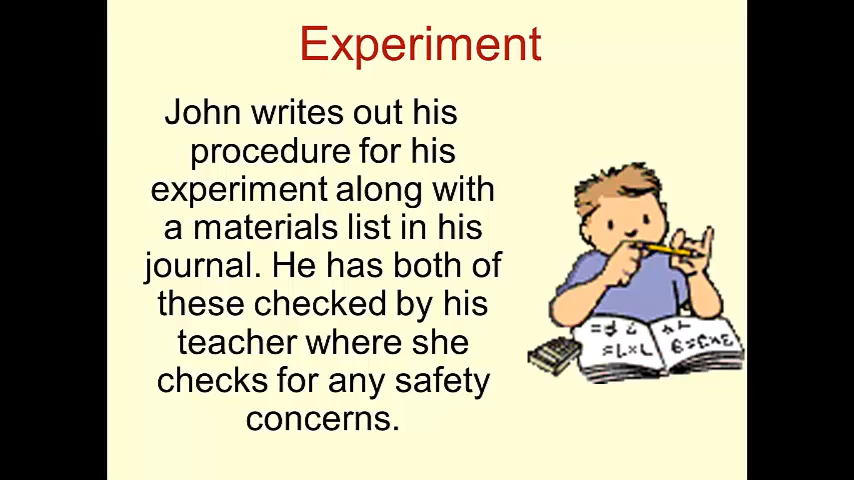 Experiment
John writes out his
procedure for his
experiment along with
a materials list in his
journal. He has both of
these checked by his
teacher where she
checks for any safety
concerns.